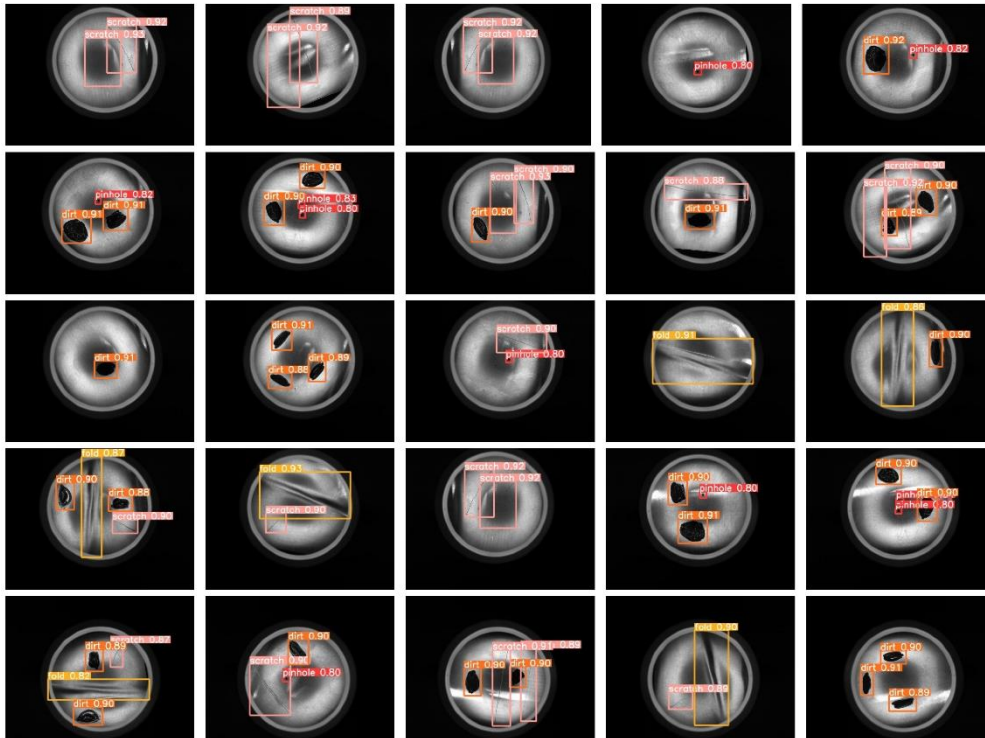 scratch 0.92
scratch 0.93
scratch 0.89
scratch 0.92
scratch 0.92
scratch 0.92
pinhole 0.80
dirt 0.92
pinhole 0.82
pinhole 0.82
dirt 0.91
dirt 0.91
dirt 0.90
dirt 0.90
pinhole 0.83
pinhole 0.80
scratch 0.90
scratch 0.93
dirt 0.90
scratch 0.88
dirt 0.91
scratch 0.90
scratch 0.92
dirt 0.90
dirt 0.89
dirt 0.91
dirt 0.91
dirt 0.89
dirt 0.88
scratch 0.90
pinhole 0.80
fold 0.91
fold 0.86
dirt 0.90
fold 0.87
dirt 0.90
dirt 0.88
scratch 0.90
fold 0.93
scratch 0.90
scratch 0.92
scratch 0.92
dirt 0.90
pinhole 0.80
dirt 0.91
dirt 0.90
dirt 0.90
pinhole 0.80
scratch 0.87
dirt 0.89
fold 0.82
dirt 0.90
dirt 0.90
scratch 0.90
pinhole 0.80
scratch 0.91
0.89
dirt 0.90
dirt 0.90
fold 0.90
scratch 0.89
dirt 0.90
dirt 0.91
dirt 0.89